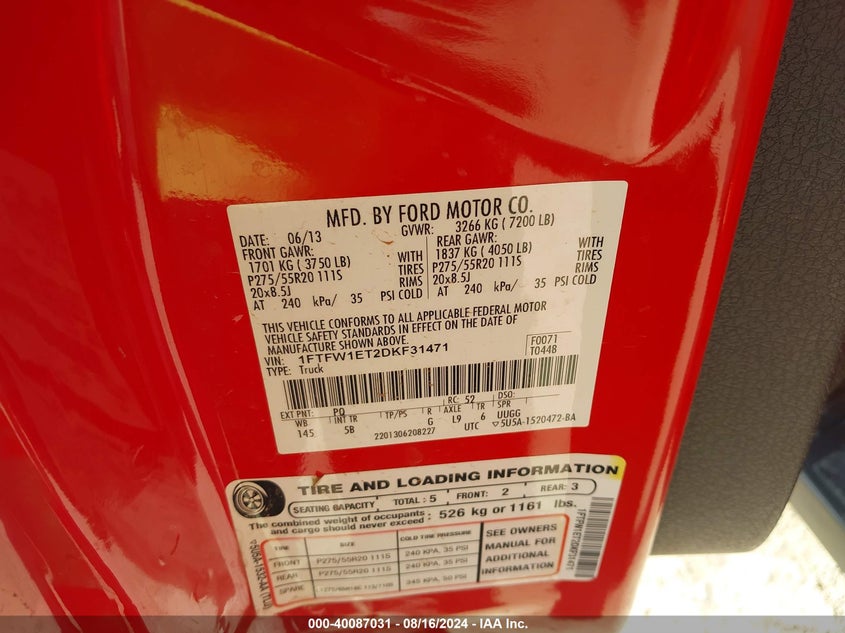 MFD. BY FORD MOTOR CO.
DATE: 06/13 GVWR: 3266 KG ( 7200 LB)
FRONT GAWR: REAR GAWR:
1701 KG ( 3750 LB) WITH 1837 KG ( 4050 LB) WITH
P275/55R20 111S TIRES P275/55R20 111S TIRES
20x8.5J RIMS 20x8.5J RIMS
AT 240 kPa/ 35 PSI COLD AT 240 kPa/ 35 PSI COLD
THIS VEHICLE CONFORMS TO ALL APPLICABLE FEDERAL MOTOR
VEHICLE SAFETY STANDARDS IN EFFECT ON THE DATE OF
MANUFACTURE SHOWN ABOVE.
VIN: 1FTFW1ET2DKF31471
TYPE: Truck
F0071
T044B
EXT PNT: PQ RC: 52 DSO:
WB INT TR TP/PS R AXLE TR SPR
145 5B G L9 6 UUGG
2201306208227 UTC ▽5U5A-1520472-BA
TIRE AND LOADING INFORMATION
SEATING CAPACITY TOTAL: 5 FRONT: 2 REAR: 3
The combined weight of occupants and cargo should never exceed: 526 kg or 1161 lbs.
TIRE SIZE COLD TIRE PRESSURE
FRONT P275/55R20 111S 240 KPA, 35 PSI
REAR P275/55R20 111S 240 KPA, 35 PSI
SPARE 345 KPA, 50 PSI
SEE OWNERS
MANUAL FOR
ADDITIONAL
INFORMATION
1FTFW1ET2DKF31471
000-40087031 - 08/16/2024 - IAA Inc.